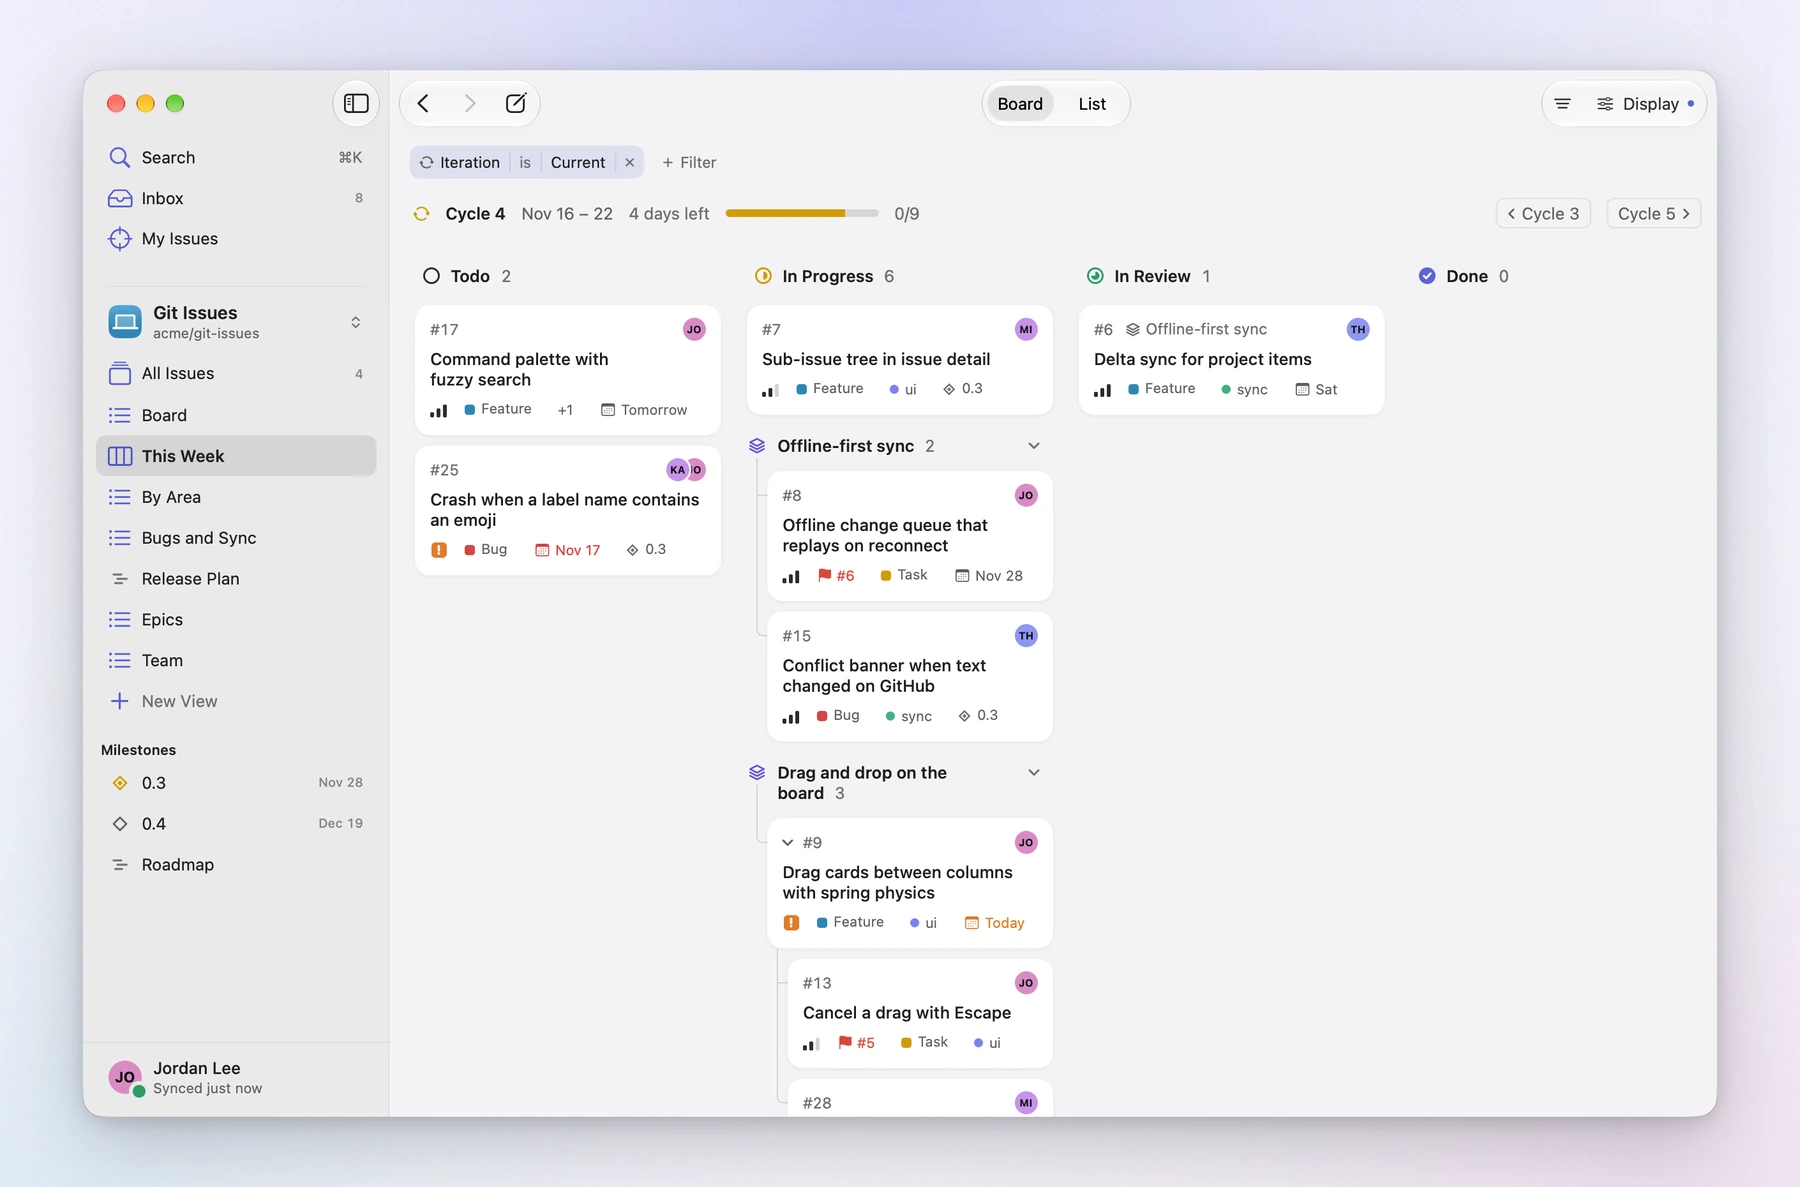 Search ⌘K
Inbox 8
My Issues
Git Issues
acme/git-issues
All Issues 4
Board
This Week
By Area
Bugs and Sync
Release Plan
Epics
Team
New View
Milestones
0.3 Nov 28
0.4 Dec 19
Roadmap
JO
Jordan Lee
Synced just now
Board List
Display
Iteration is Current × + Filter
Cycle 4 Nov 16 – 22 4 days left 0/9
Cycle 3 Cycle 5
Todo 2
#17 JO
Command palette with
fuzzy search
Feature +1 Tomorrow
#25 KA JO
Crash when a label name contains
an emoji
! Bug Nov 17 0.3
In Progress 6
#7 MI
Sub-issue tree in issue detail
Feature ui 0.3
Offline-first sync 2
#8 JO
Offline change queue that
replays on reconnect
#6 Task Nov 28
#15 TH
Conflict banner when text
changed on GitHub
Bug sync 0.3
Drag and drop on the
board 3
#9 JO
Drag cards between columns
with spring physics
! Feature ui Today
#13 JO
Cancel a drag with Escape
#5 Task ui
#28 MI
In Review 1
#6 Offline-first sync TH
Delta sync for project items
Feature sync Sat
Done 0